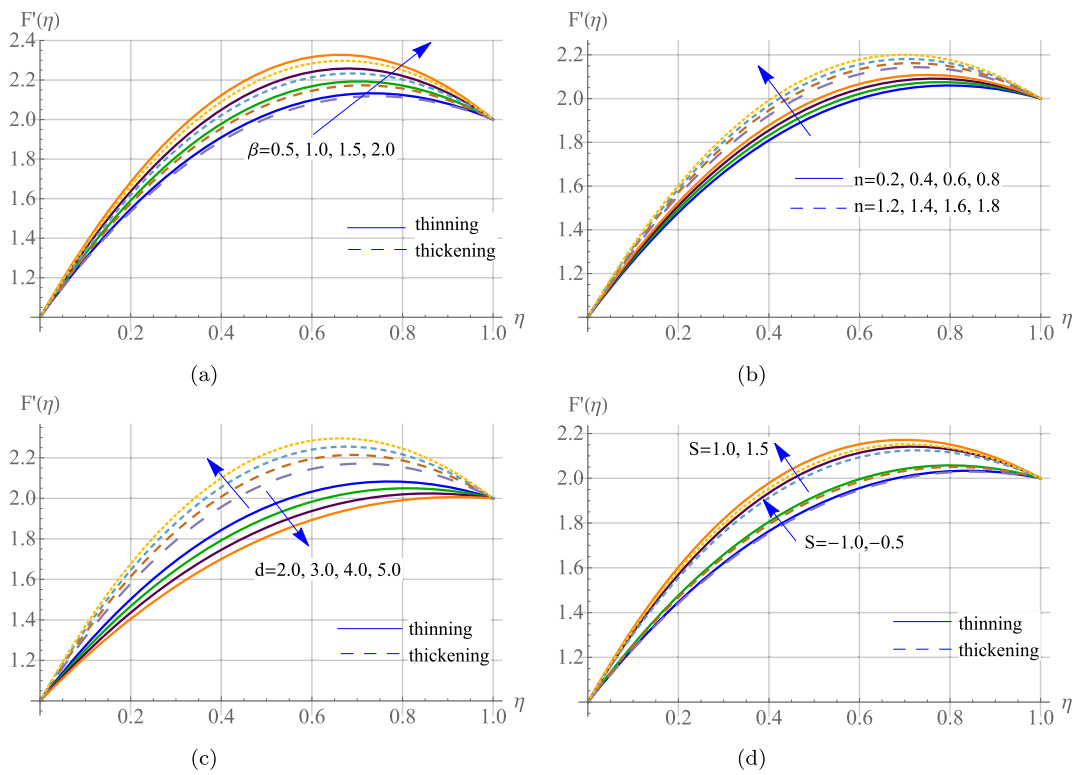 F'(η)
2.4
2.2
2.0
1.8
1.6
1.4
1.2
β=0.5, 1.0, 1.5, 2.0
thinning
thickening
0.2 0.4 0.6 0.8 1.0 η
(a)
F'(η)
2.2
2.0
1.8
1.6
1.4
1.2
n=0.2, 0.4, 0.6, 0.8
n=1.2, 1.4, 1.6, 1.8
0.2 0.4 0.6 0.8 1.0 η
(b)
F'(η)
2.2
2.0
1.8
1.6
1.4
1.2
d=2.0, 3.0, 4.0, 5.0
thinning
thickening
0.2 0.4 0.6 0.8 1.0 η
(c)
F'(η)
2.2
2.0
1.8
1.6
1.4
1.2
S=1.0, 1.5
S=−1.0,−0.5
thinning
thickening
0.2 0.4 0.6 0.8 1.0 η
(d)